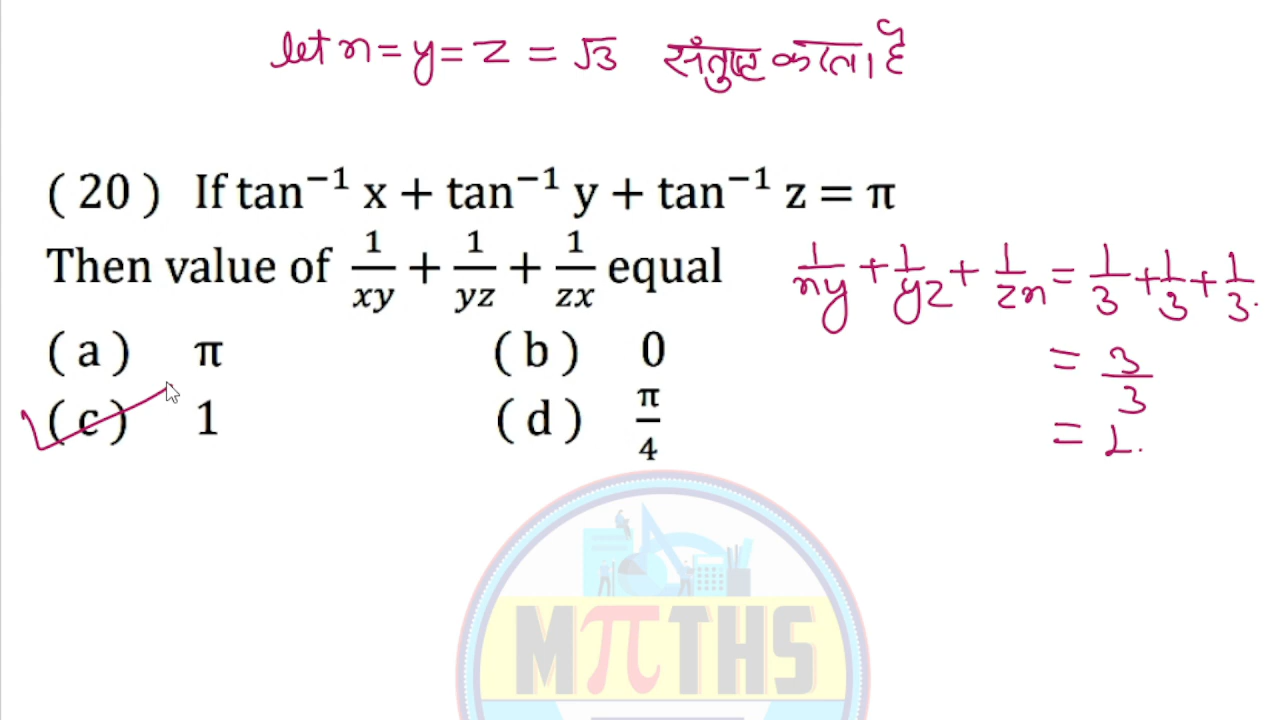 let x = y = z = √3 संतुष्ट करता है
( 20 ) If tan⁻¹ x + tan⁻¹ y + tan⁻¹ z = π
Then value of 1/xy + 1/yz + 1/zx equal
1/xy + 1/yz + 1/zx = 1/3 + 1/3 + 1/3.
= 3/3
= 1.
( a ) π ( b ) 0
( c ) 1 ( d ) π/4
MπTHS